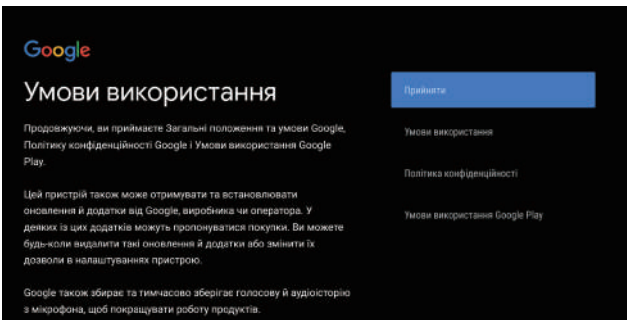 Google
Умови використання
Продовжуючи, ви приймаєте Загальні положення та умови Google,
Політику конфіденційності Google і Умови використання Google
Play.
Цей пристрій також може отримувати та встановлювати
оновлення й додатки від Google, виробника чи оператора. У
деяких із цих додатків можуть пропонуватися покупки. Ви можете
будь-коли видалити такі оновлення й додатки або змінити їх
дозволи в налаштуваннях пристрою.
Google також збирає та тимчасово зберігає голосову й аудіоісторію
з мікрофона, щоб покращувати роботу продуктів.
Прийняти
Умови використання
Політика конфіденційності
Умови використання Google Play